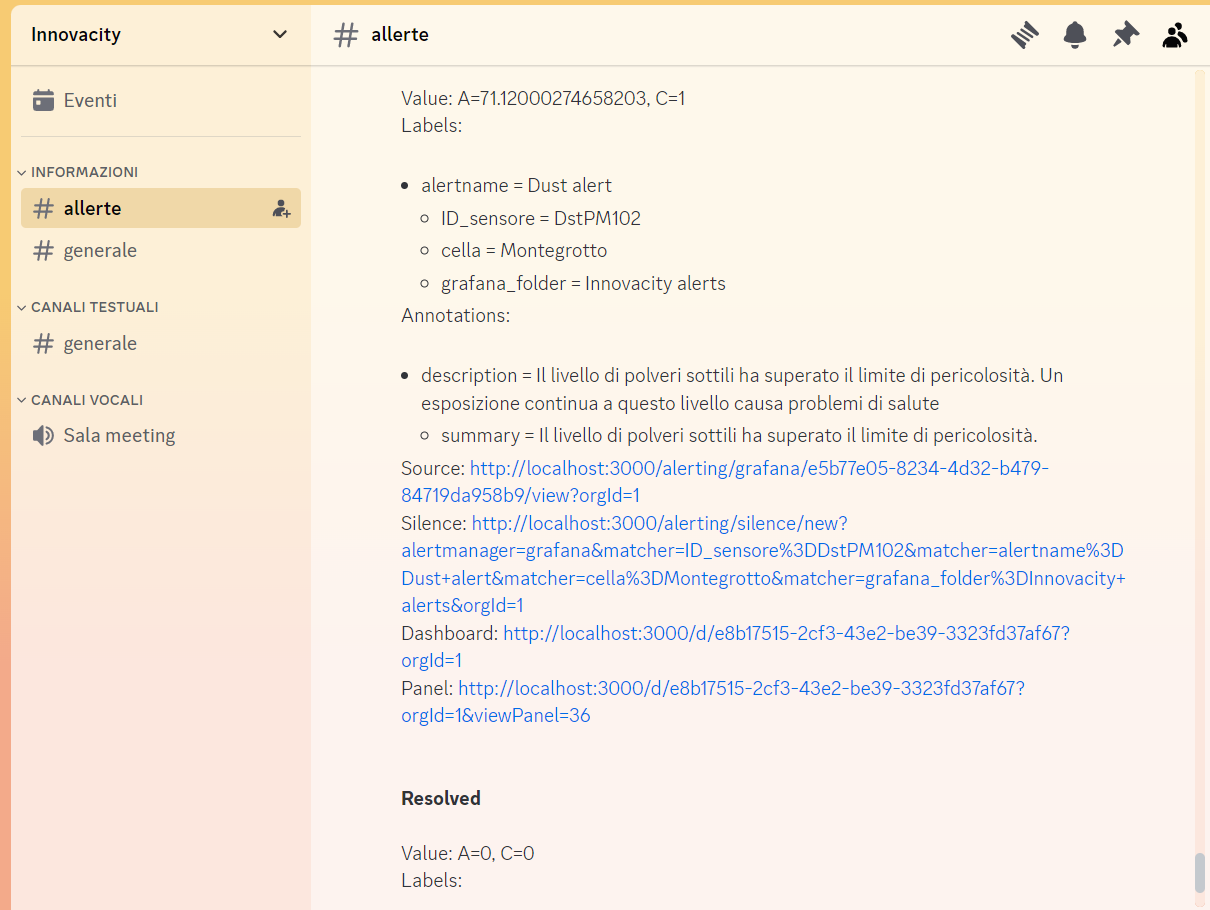 Innovacity
allerte
Eventi
INFORMAZIONI
allerte
generale
CANALI TESTUALI
generale
CANALI VOCALI
Sala meeting
Value: A=71.12000274658203, C=1
Labels:
alertname = Dust alert
ID_sensore = DstPM102
cella = Montegrotto
grafana_folder = Innovacity alerts
Annotations:
description = Il livello di polveri sottili ha superato il limite di pericolosità. Un
esposizione continua a questo livello causa problemi di salute
summary = Il livello di polveri sottili ha superato il limite di pericolosità.
Source: http://localhost:3000/alerting/grafana/e5b77e05-8234-4d32-b479-
84719da958b9/view?orgId=1
Silence: http://localhost:3000/alerting/silence/new?
alertmanager=grafana&matcher=ID_sensore%3DDstPM102&matcher=alertname%3D
Dust+alert&matcher=cella%3DMontegrotto&matcher=grafana_folder%3DInnovacity+
alerts&orgId=1
Dashboard: http://localhost:3000/d/e8b17515-2cf3-43e2-be39-3323fd37af67?
orgId=1
Panel: http://localhost:3000/d/e8b17515-2cf3-43e2-be39-3323fd37af67?
orgId=1&viewPanel=36
Resolved
Value: A=0, C=0
Labels: